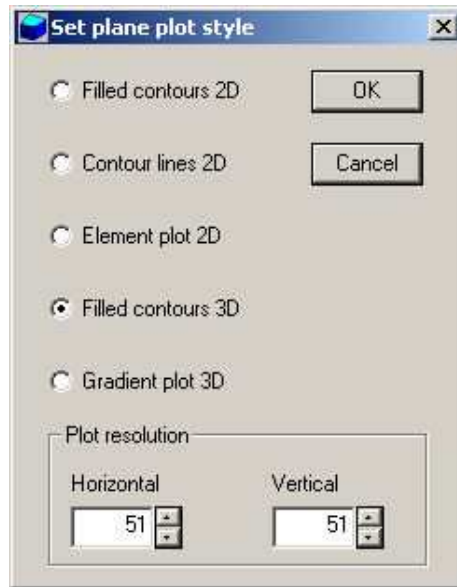 Set plane plot style
Filled contours 2D
OK
Contour lines 2D
Cancel
Element plot 2D
Filled contours 3D
Gradient plot 3D
Plot resolution
Horizontal
Vertical
51
51